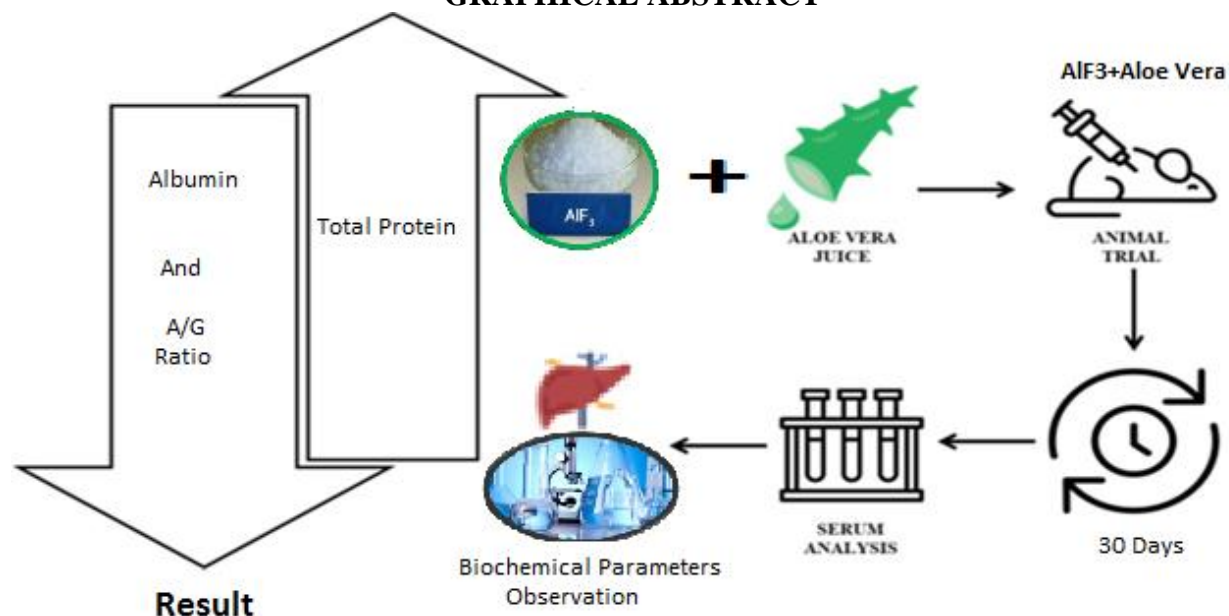 GRAPHICAL ABSTRACT
AlF3+Aloe Vera
Albumin
And
A/G
Ratio
Total Protein
AlF₃
ALOE VERA
JUICE
ANIMAL
TRIAL
30 Days
SERUM
ANALYSIS
Biochemical Parameters
Observation
Result